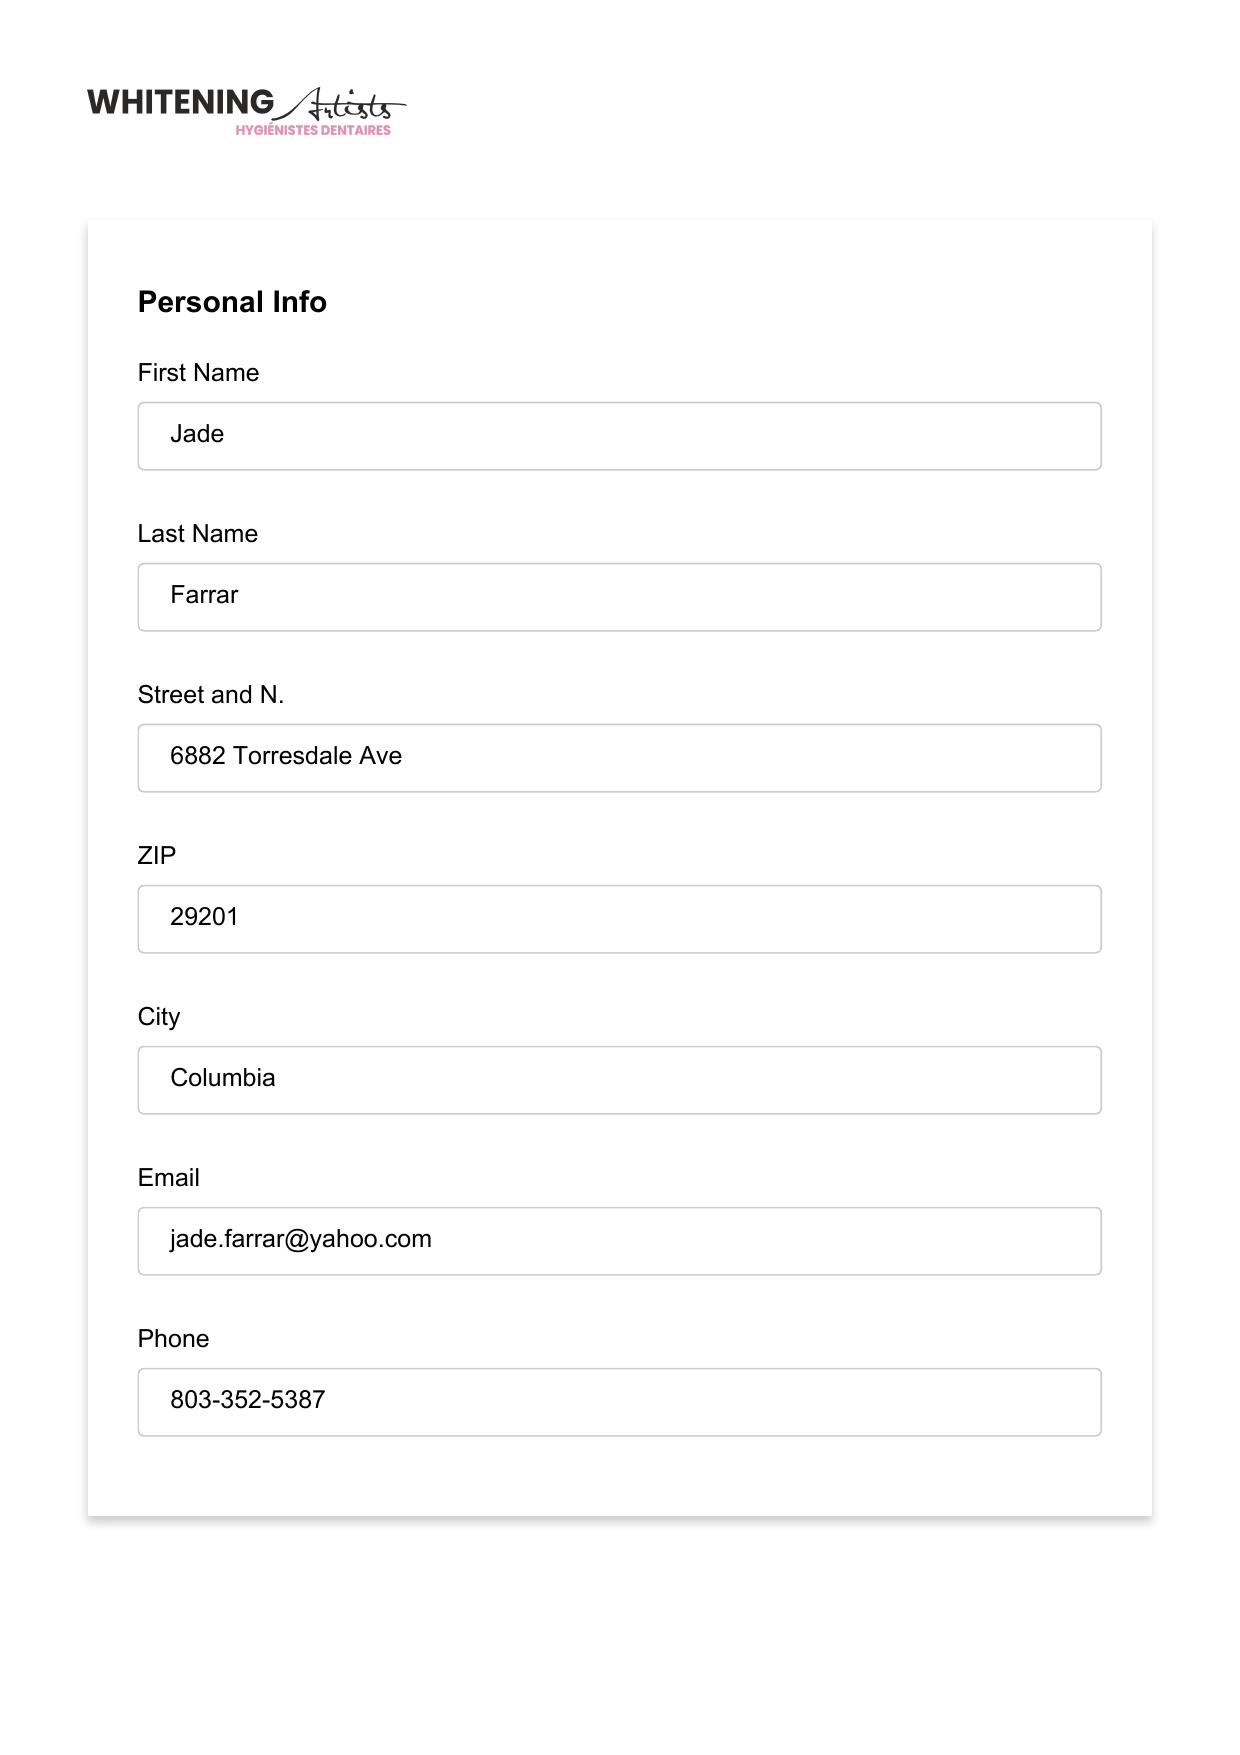 WHITENING Artists
HYGIÉNISTES DENTAIRES
Personal Info
First Name
Jade
Last Name
Farrar
Street and N.
6882 Torresdale Ave
ZIP
29201
City
Columbia
Email
jade.farrar@yahoo.com
Phone
803-352-5387